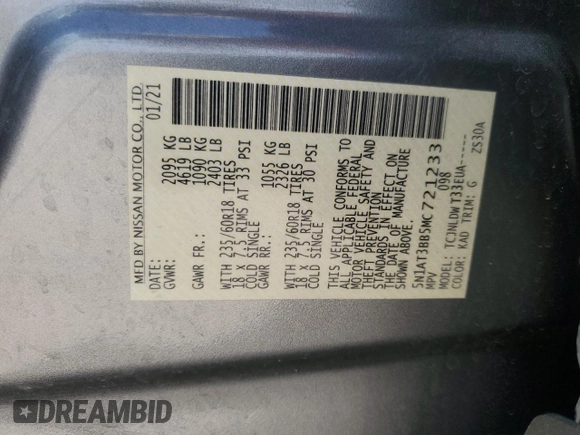 MFD BY NISSAN MOTOR CO., LTD.
DATE: 01/21
GVWR: 2095 KG
4619 LB
GAWR FR.: 1090 KG
2403 LB
WITH 235/60R18 TIRES
18 X 7.5 RIMS AT 33 PSI
COLD SINGLE
GAWR RR.: 1055 KG
2326 LB
WITH 235/60R18 TIRES
18 X 7.5 RIMS AT 30 PSI
COLD SINGLE
THIS VEHICLE CONFORMS TO
ALL APPLICABLE FEDERAL
MOTOR VEHICLE SAFETY AND
THEFT PREVENTION
STANDARDS IN EFFECT ON
THE DATE OF MANUFACTURE
SHOWN ABOVE.
5N1AT3BB5MC721233
MPV 098
MODEL: TCJNLDWT33EUA-----
COLOR: KAD TRIM: G ZS30A
DREAMBID